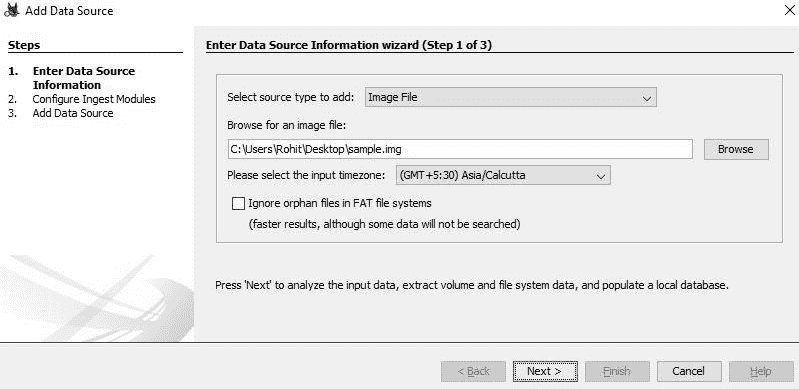 Add Data Source
Steps
1. Enter Data Source
Information
2. Configure Ingest Modules
3. Add Data Source
Enter Data Source Information wizard (Step 1 of 3)
Select source type to add: Image File
Browse for an image file:
C:\Users\Rohit\Desktop\sample.img Browse
Please select the input timezone: (GMT+5:30) Asia/Calcutta
Ignore orphan files in FAT file systems
(faster results, although some data will not be searched)
Press 'Next' to analyze the input data, extract volume and file system data, and populate a local database.
< Back Next > Finish Cancel Help